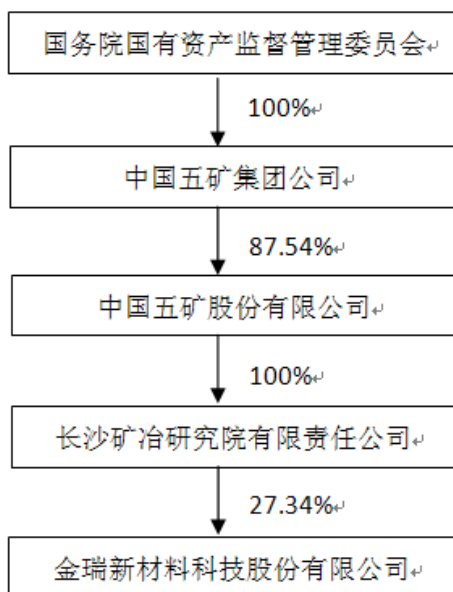 国务院国有资产监督管理委员会
100%
中国五矿集团公司
87.54%
中国五矿股份有限公司
100%
长沙矿冶研究院有限责任公司
27.34%
金瑞新材料科技股份有限公司